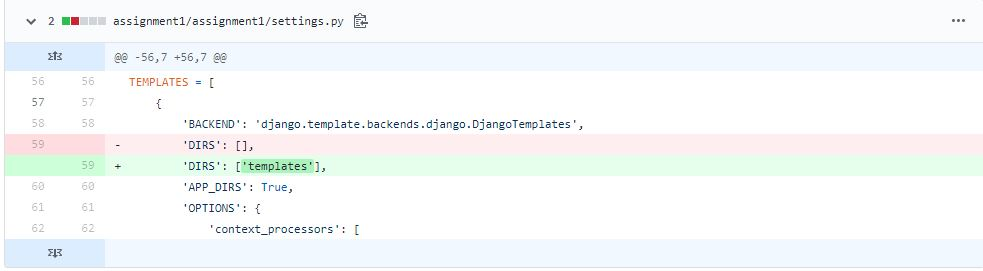 2 assignment1/assignment1/settings.py ...
@@ -56,7 +56,7 @@
56 56 TEMPLATES = [
57 57 {
58 58 'BACKEND': 'django.template.backends.django.DjangoTemplates',
59 - 'DIRS': [],
59 + 'DIRS': ['templates'],
60 60 'APP_DIRS': True,
61 61 'OPTIONS': {
62 62 'context_processors': [